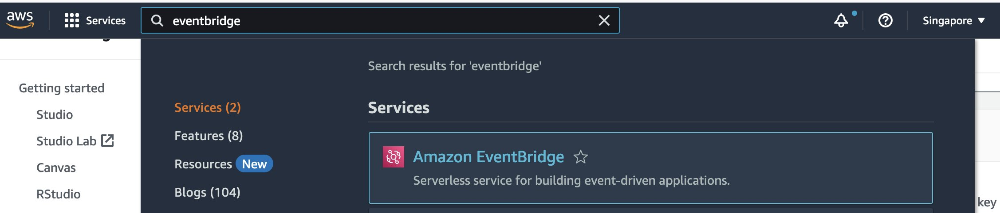 aws
Services
eventbridge
Singapore
Search results for 'eventbridge'
Getting started
Studio
Studio Lab
Canvas
RStudio
Services (2)
Features (8)
Resources New
Blogs (104)
Services
Amazon EventBridge
Serverless service for building event-driven applications.
key